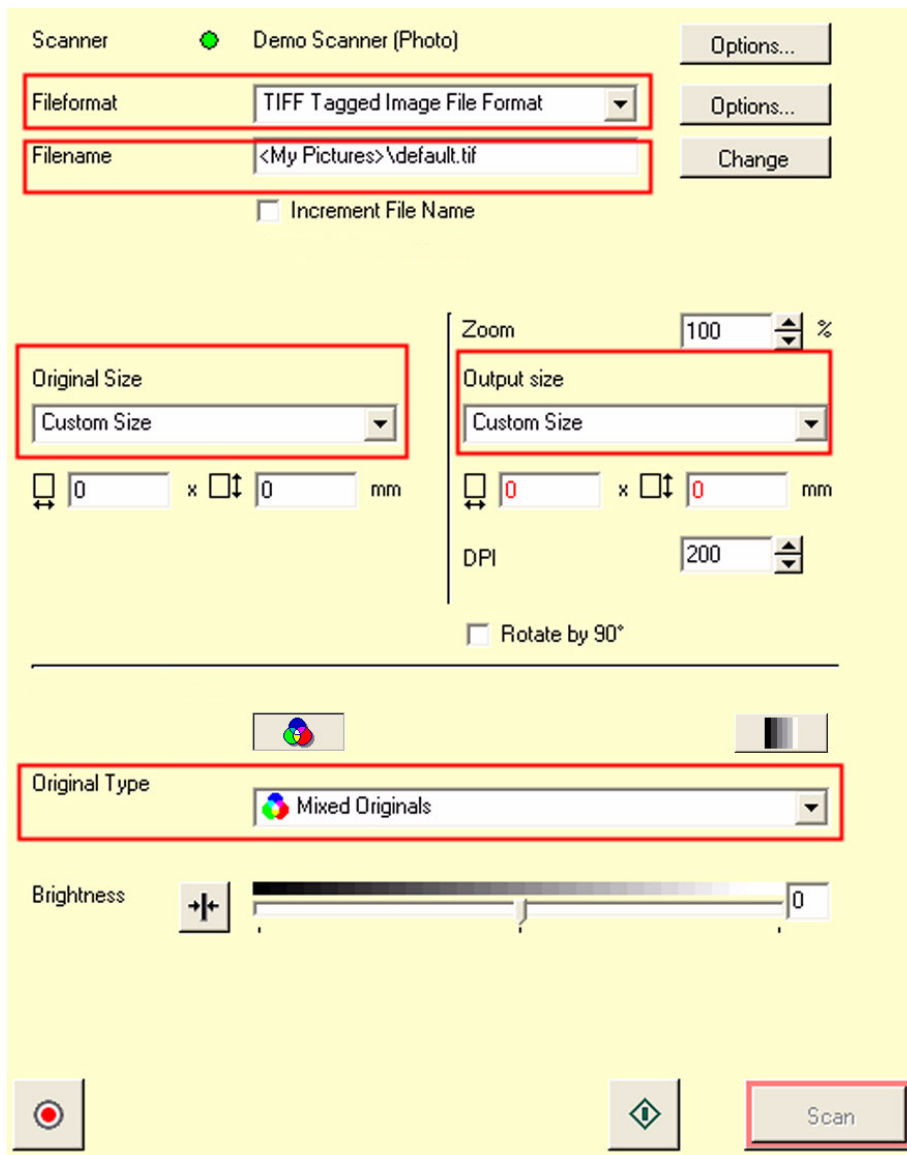 Scanner Demo Scanner (Photo) Options...
Fileformat TIFF Tagged Image File Format Options...
Filename <My Pictures>\default.tif Change
Increment File Name
Zoom 100 %
Original Size Output size
Custom Size Custom Size
0 x 0 mm 0 x 0 mm
DPI 200
Rotate by 90°
Original Type
Mixed Originals
Brightness 0
Scan